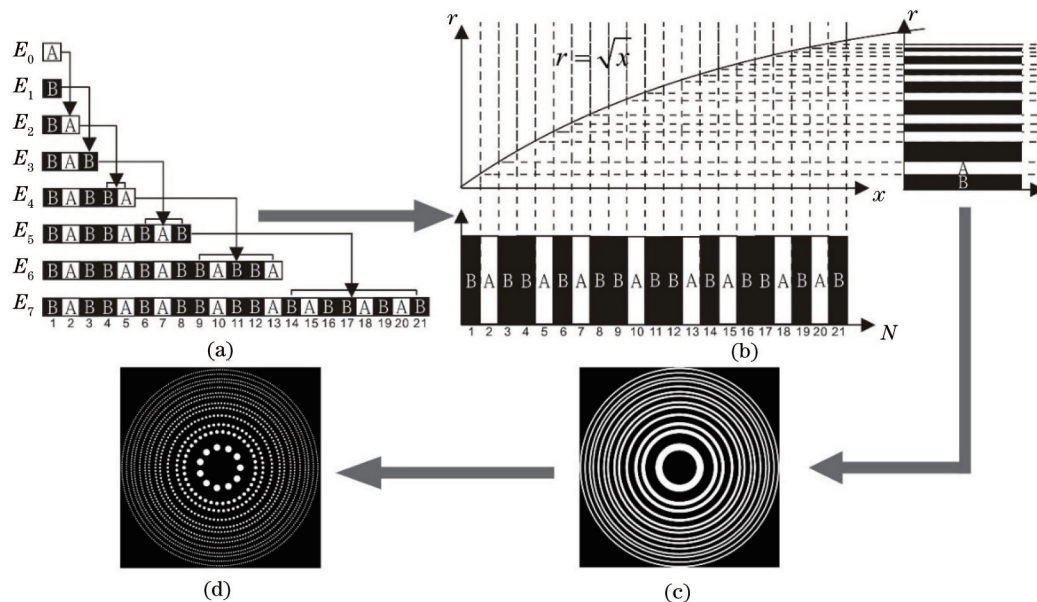 E0 A
E1 B
E2 B A
E3 B A B
E4 B A B B A
E5 B A B B A B A B
E6 B A B B A B A B B A B B A
E7 B A B B A B A B B A B B A B A B B A B A B
1 2 3 4 5 6 7 8 9 10 11 12 13 14 15 16 17 18 19 20 21
(a)
r
r = √x
x
r
A
B
B A B B A B A B B A B B A B A B B A B A B
1 2 3 4 5 6 7 8 9 10 11 12 13 14 15 16 17 18 19 20 21
N
(b)
(d)
(c)